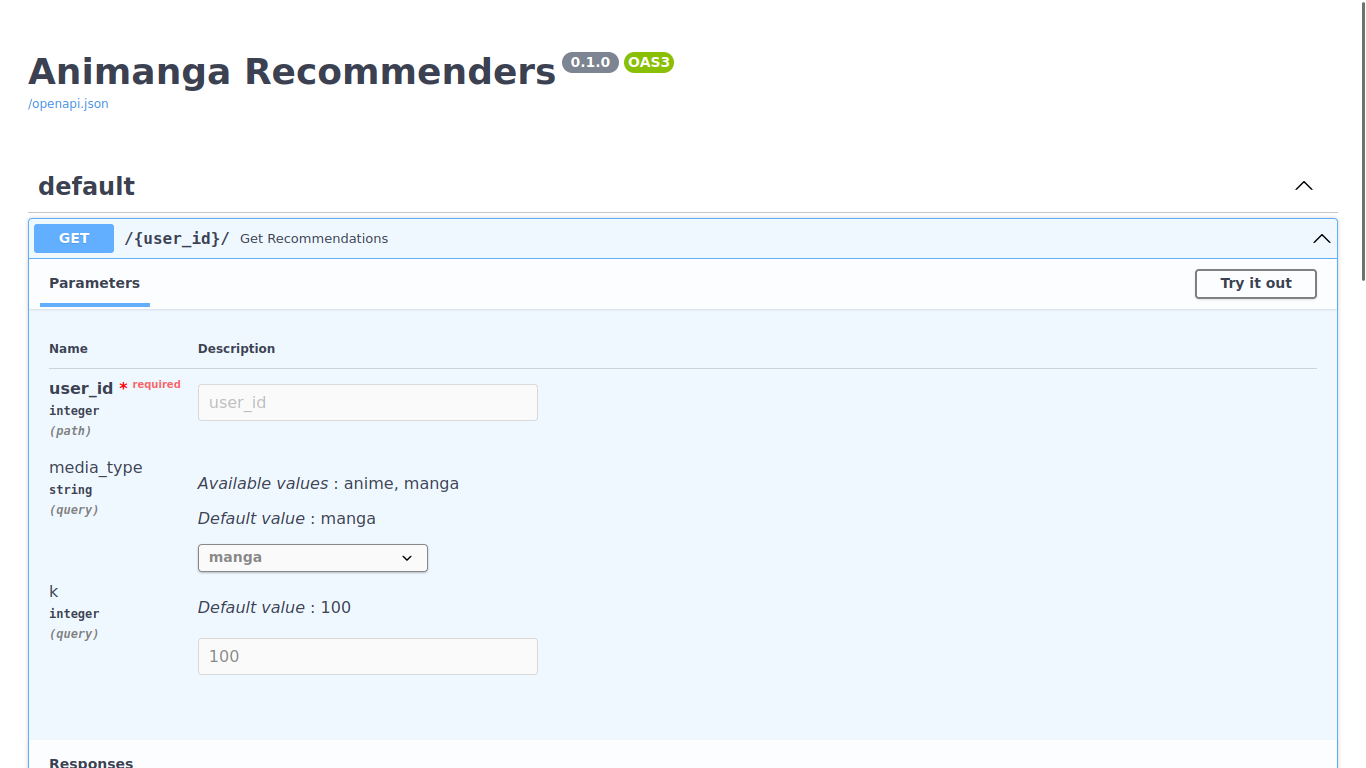 Animanga Recommenders 0.1.0 OAS3
/openapi.json
default
GET /{user_id}/ Get Recommendations
Parameters Try it out
Name Description
user_id * required
integer
(path)
user_id
media_type
string
(query)
Available values : anime, manga
Default value : manga
manga
k
integer
(query)
Default value : 100
100
Responses